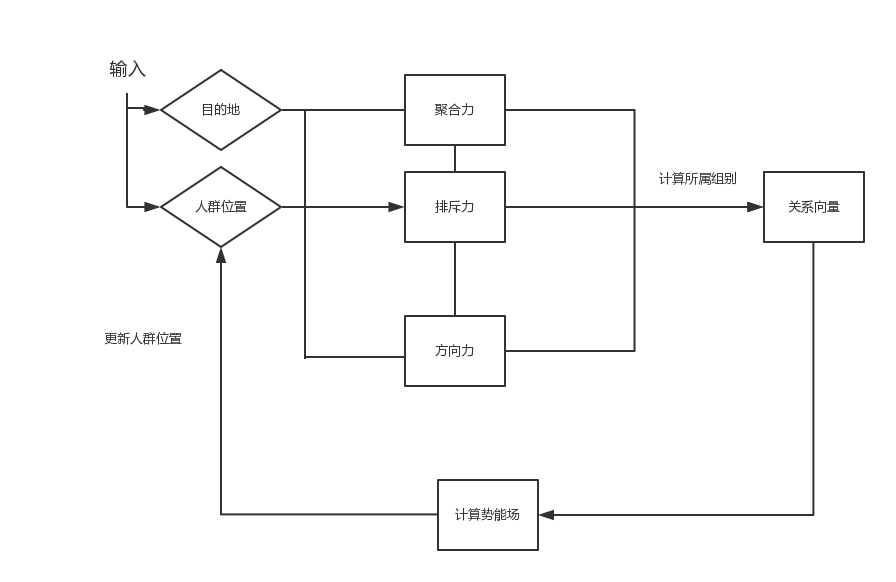 输入
目的地
聚合力
计算所属组别
人群位置
排斥力
关系向量
更新人群位置
方向力
计算势能场